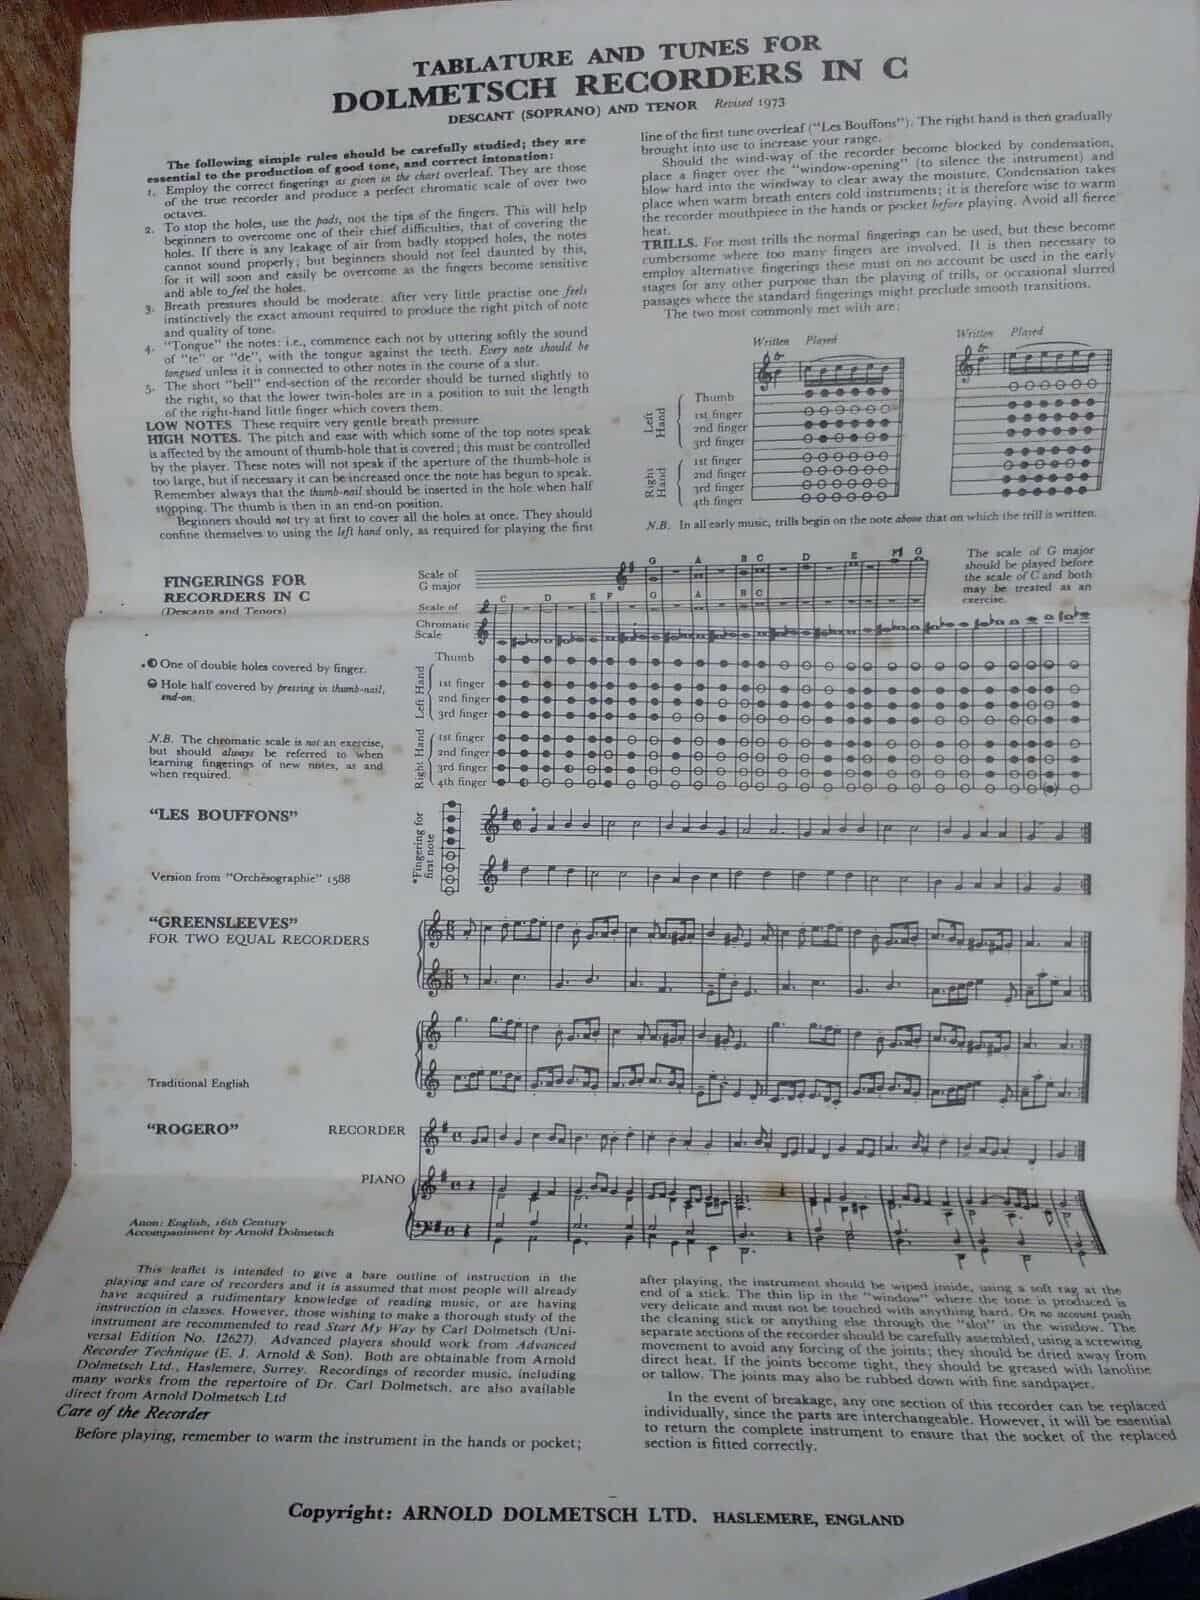 TABLATURE AND TUNES FOR
DOLMETSCH RECORDERS IN C
DESCANT (SOPRANO) AND TENOR Revised 1973
The following simple rules should be carefully studied; they are
essential to the production of good tone, and correct intonation:
1. Employ the correct fingerings as given in the chart overleaf. They are those
of the true recorder and produce a perfect chromatic scale of over two
octaves.
2. To stop the holes, use the pads, not the tips of the fingers. This will help
beginners to overcome one of their chief difficulties, that of covering the
holes. If there is any leakage of air from badly stopped holes, the notes
cannot sound properly; but beginners should not feel daunted by this,
for it will soon and easily be overcome as the fingers become sensitive
and able to feel the holes.
3. Breath pressures should be moderate: after very little practise one feels
instinctively the exact amount required to produce the right pitch of note
and quality of tone.
4. "Tongue" the notes: i.e., commence each not by uttering softly the sound
of "te" or "de", with the tongue against the teeth. Every note should be
tongued unless it is connected to other notes in the course of a slur.
5. The short "bell" end-section of the recorder should be turned slightly to
the right, so that the lower twin-holes are in a position to suit the length
of the right-hand little finger which covers them.
LOW NOTES These require very gentle breath pressure
HIGH NOTES. The pitch and ease with which some of the top notes speak
is affected by the amount of thumb-hole that is covered; this must be controlled
by the player. These notes will not speak if the aperture of the thumb-hole is
too large, but if necessary it can be increased once the note has begun to speak.
Remember always that the thumb-nail should be inserted in the hole when half
stopping. The thumb is then in an end-on position.
Beginners should not try at first to cover all the holes at once. They should
confine themselves to using the left hand only, as required for playing the first
line of the first tune overleaf ("Les Bouffons"). The right hand is then gradually
brought into use to increase your range.
Should the wind-way of the recorder become blocked by condensation,
place a finger over the "window-opening" (to silence the instrument) and
blow hard into the windway to clear away the moisture. Condensation takes
place when warm breath enters cold instruments; it is therefore wise to warm
the recorder mouthpiece in the hands or pocket before playing. Avoid all fierce
heat.
TRILLS. For most trills the normal fingerings can be used, but these become
cumbersome where too many fingers are involved. It is then necessary to
employ alternative fingerings these must on no account be used in the early
stages for any other purpose than the playing of trills, or occasional slurred
passages where the standard fingerings might preclude smooth transitions.
The two most commonly met with are:
Written Played
Written Played
tr
tr
Left Hand
Thumb
1st finger
2nd finger
3rd finger
Right Hand
1st finger
2nd finger
3rd finger
4th finger
N.B. In all early music, trills begin on the note above that on which the trill is written.
FINGERINGS FOR
RECORDERS IN C
(Descants and Tenors)
One of double holes covered by finger.
Hole half covered by pressing in thumb-nail,
end-on.
N.B. The chromatic scale is not an exercise,
but should always be referred to when
learning fingerings of new notes, as and
when required.
Scale of
G major
G A B C D E G
The scale of G major
should be played before
the scale of C and both
may be treated as an
exercise.
Scale of
C D E F G A B C
Chromatic
Scale
Thumb
Left Hand
1st finger
2nd finger
3rd finger
Right Hand
1st finger
2nd finger
3rd finger
4th finger
"LES BOUFFONS"
*Fingering for
first note
Version from "Orchèsographie" 1588
"GREENSLEEVES"
FOR TWO EQUAL RECORDERS
Traditional English
"ROGERO"
RECORDER
PIANO
Anon: English, 16th Century
Accompaniment by Arnold Dolmetsch
This leaflet is intended to give a bare outline of instruction in the
playing and care of recorders and it is assumed that most people will already
have acquired a rudimentary knowledge of reading music, or are having
instruction in classes. However, those wishing to make a thorough study of the
instrument are recommended to read Start My Way by Carl Dolmetsch (Uni-
versal Edition No. 12627). Advanced players should work from Advanced
Recorder Technique (E. J. Arnold & Son). Both are obtainable from Arnold
Dolmetsch Ltd., Haslemere, Surrey. Recordings of recorder music, including
many works from the repertoire of Dr. Carl Dolmetsch, are also available
direct from Arnold Dolmetsch Ltd
Care of the Recorder
Before playing, remember to warm the instrument in the hands or pocket;
after playing, the instrument should be wiped inside, using a soft rag at the
end of a stick. The thin lip in the "window" where the tone is produced is
very delicate and must not be touched with anything hard. On no account push
the cleaning stick or anything else through the "slot" in the window. The
separate sections of the recorder should be carefully assembled, using a screwing
movement to avoid any forcing of the joints; they should be dried away from
direct heat. If the joints become tight, they should be greased with lanoline
or tallow. The joints may also be rubbed down with fine sandpaper.
In the event of breakage, any one section of this recorder can be replaced
individually, since the parts are interchangeable. However, it will be essential
to return the complete instrument to ensure that the socket of the replaced
section is fitted correctly.
Copyright: ARNOLD DOLMETSCH LTD. HASLEMERE, ENGLAND